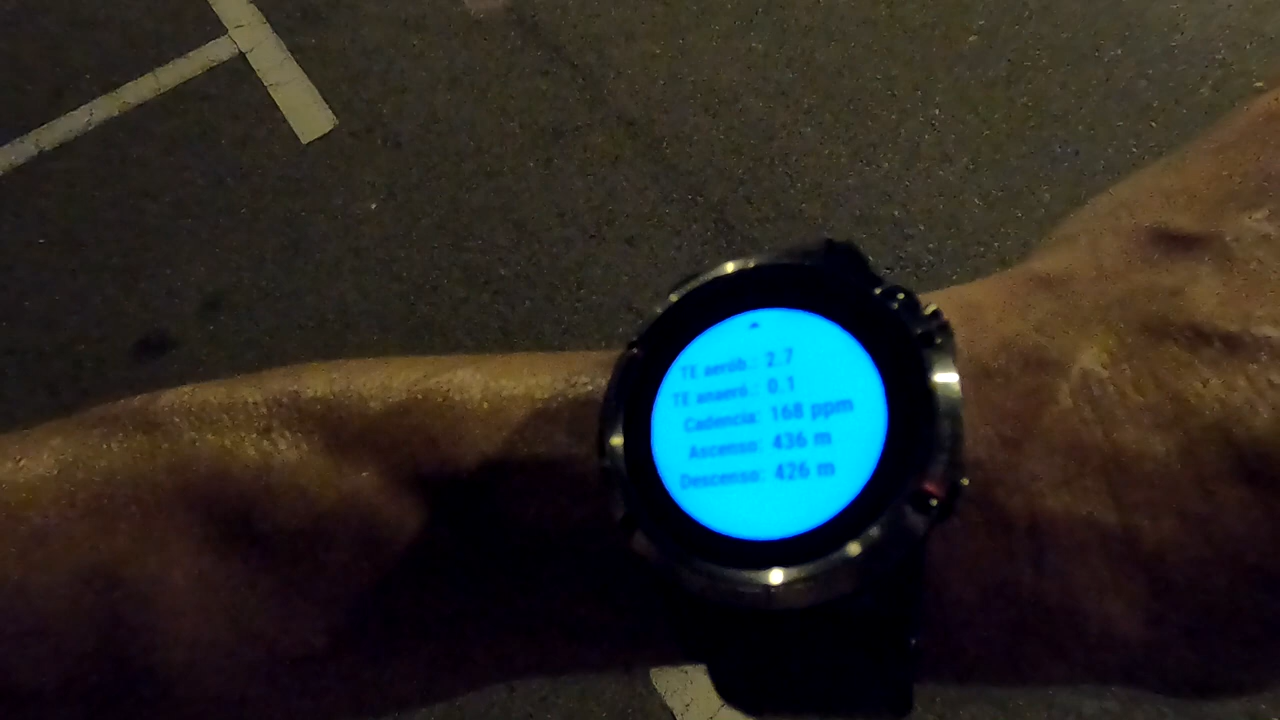 TE aerób.: 2.7
TE anaeró.: 0.1
Cadencia: 168 ppm
Ascenso: 436 m
Descenso: 426 m